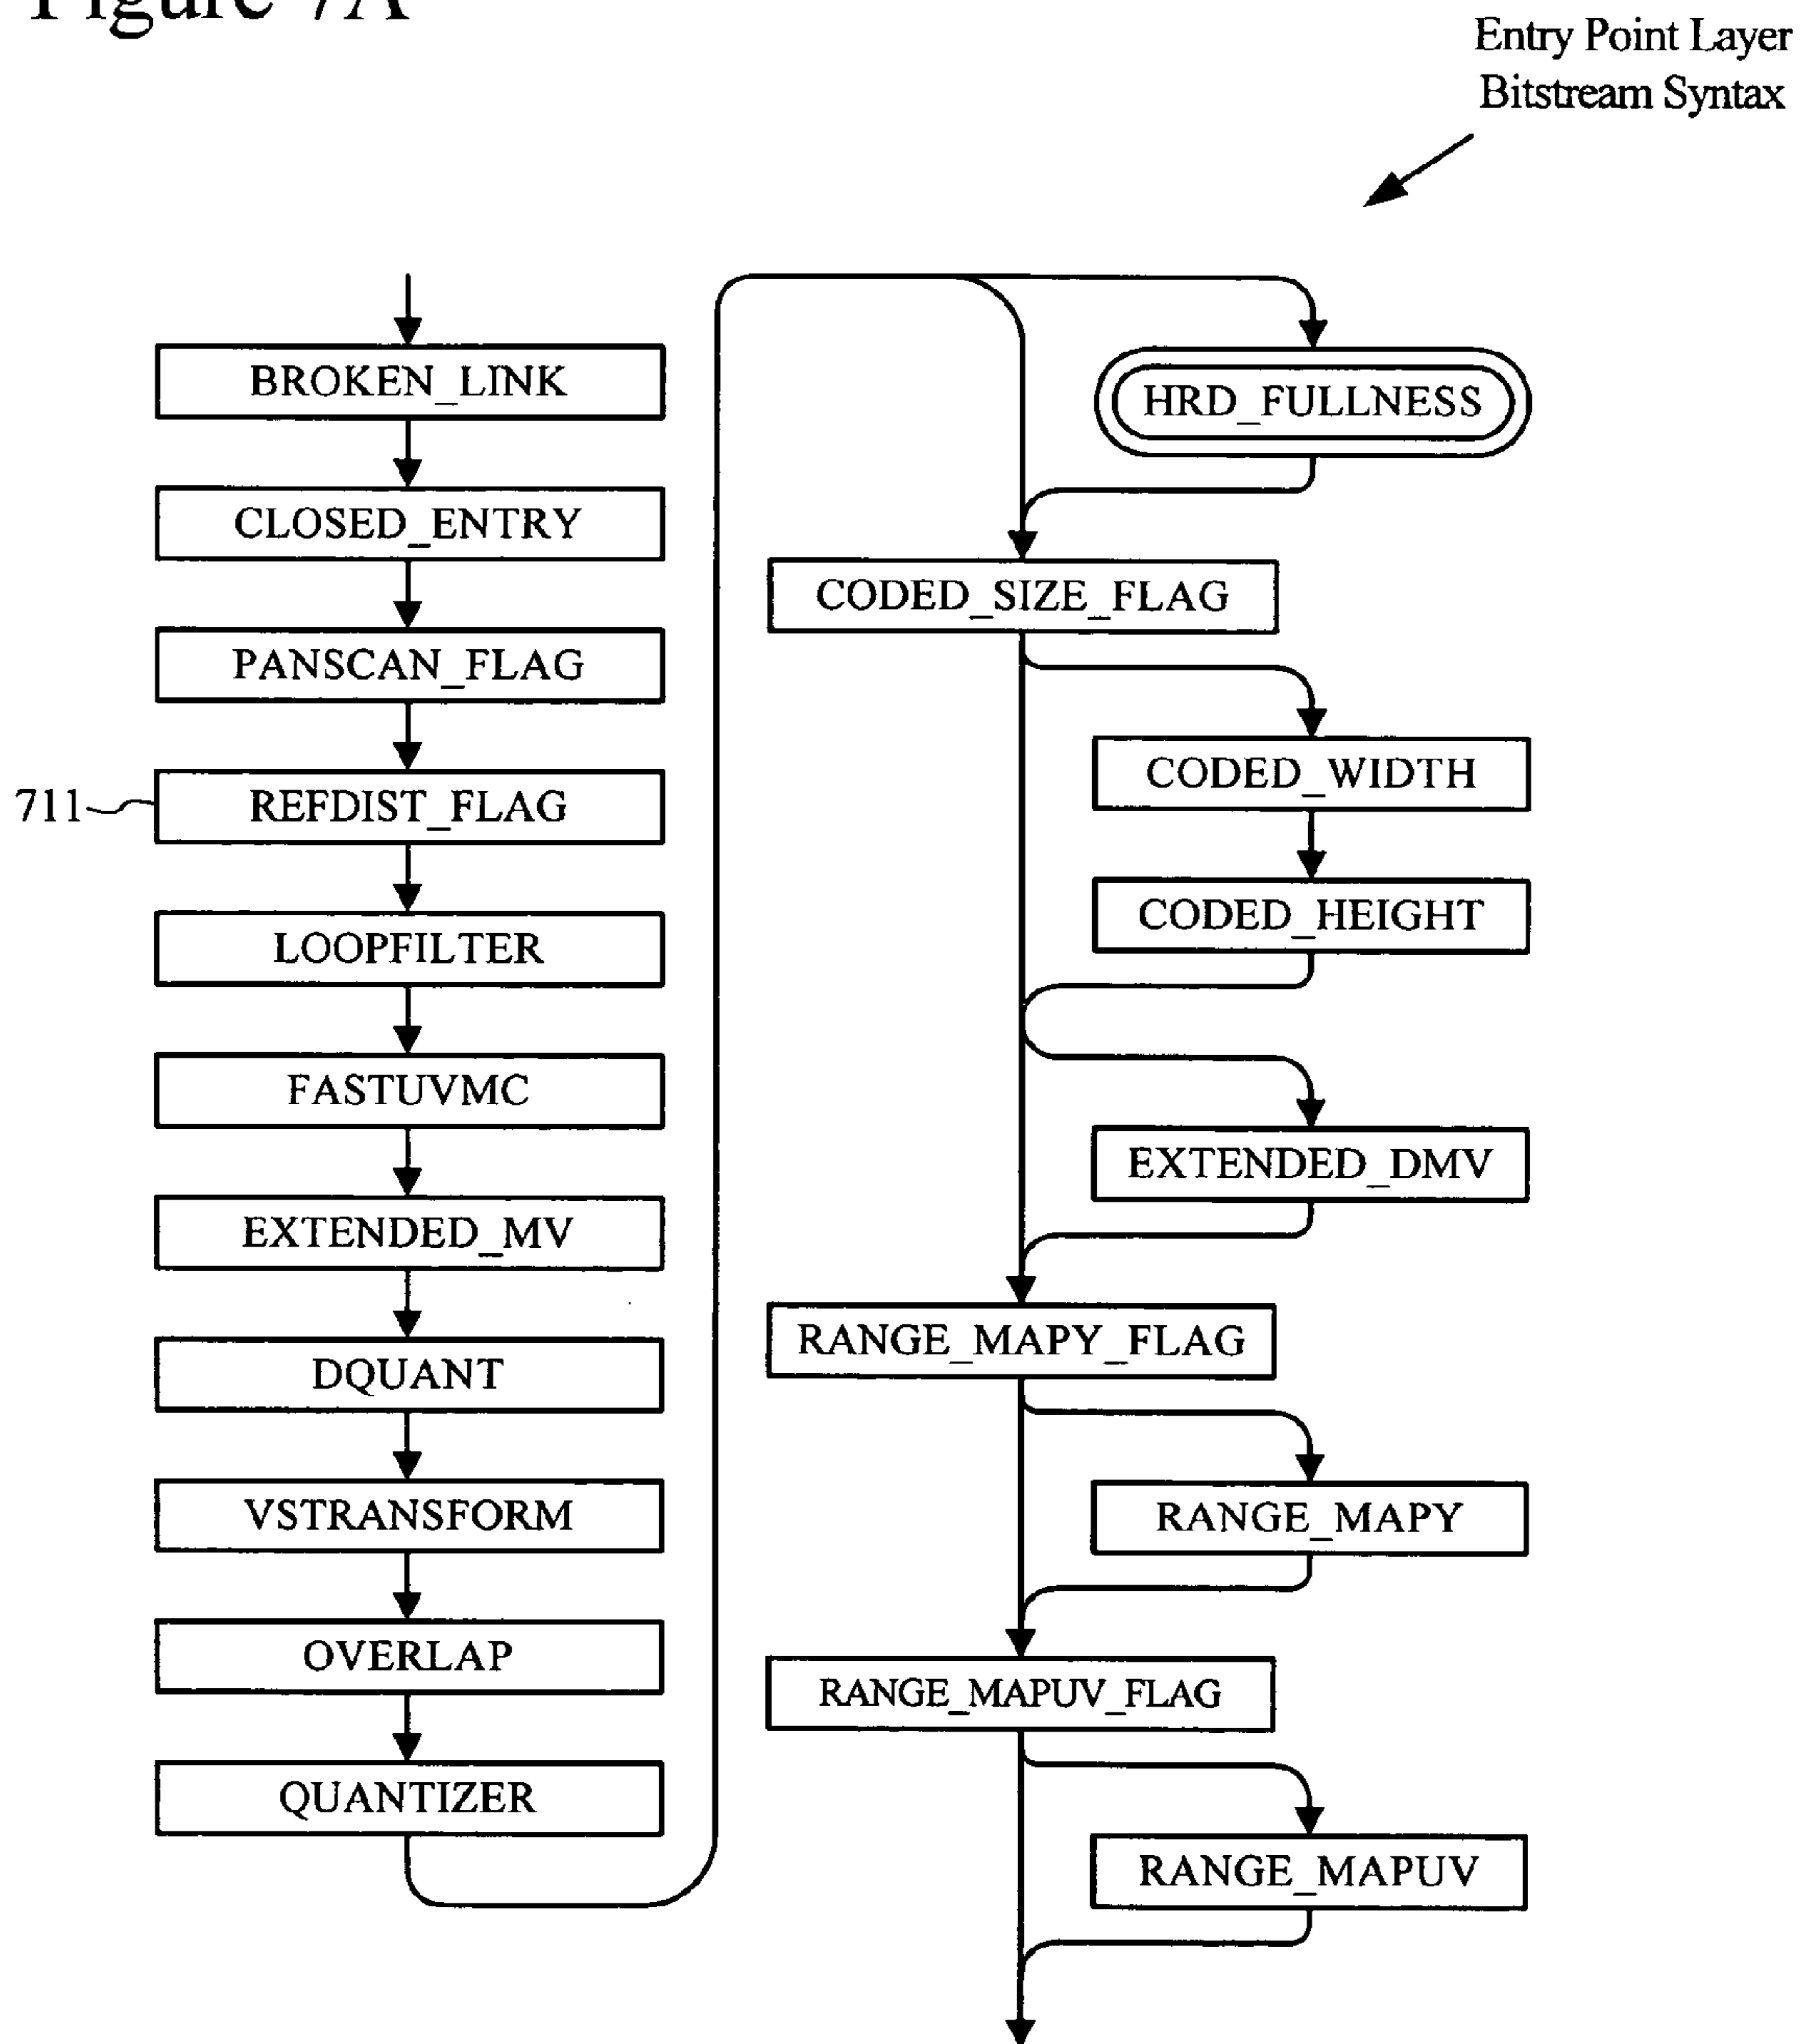 Figure 7A
Entry Point Layer
Bitstream Syntax
BROKEN_LINK
CLOSED_ENTRY
PANSCAN_FLAG
711
REFDIST_FLAG
LOOPFILTER
FASTUVMC
EXTENDED_MV
DQUANT
VSTRANSFORM
OVERLAP
QUANTIZER
HRD_FULLNESS
CODED_SIZE_FLAG
CODED_WIDTH
CODED_HEIGHT
EXTENDED_DMV
RANGE_MAPY_FLAG
RANGE_MAPY
RANGE_MAPUV_FLAG
RANGE_MAPUV